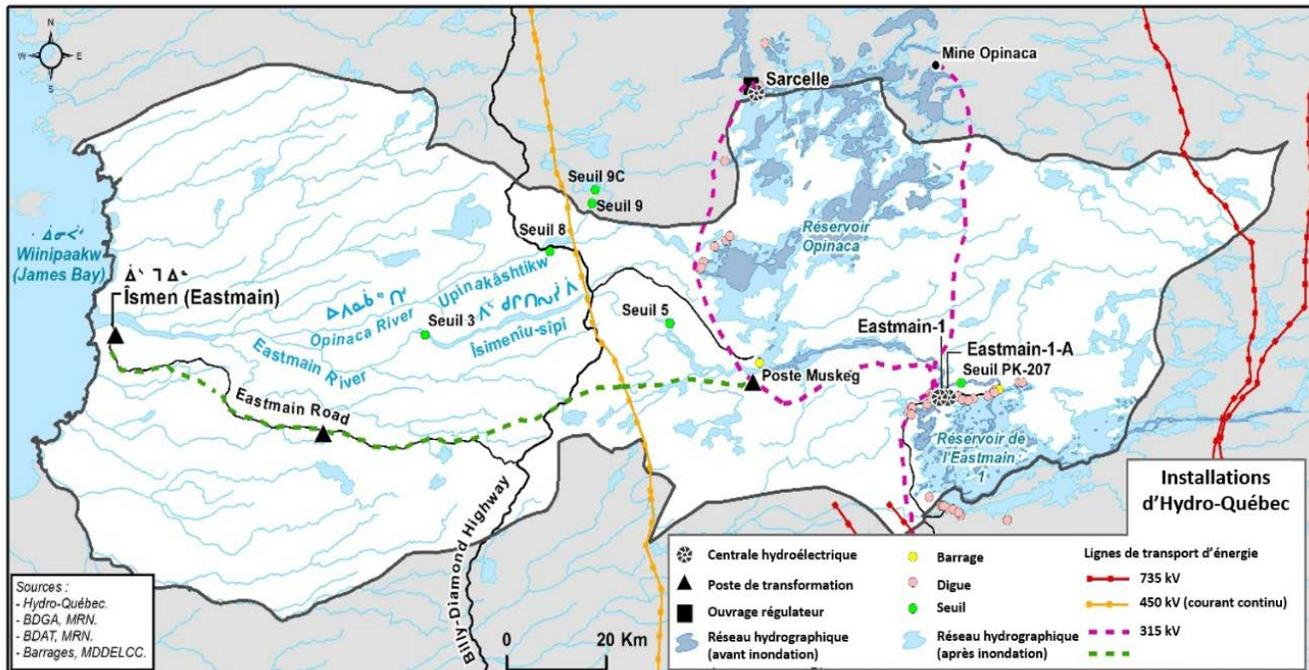 N
W
E
S
Mine Opinaca
Sarcelle
Seuil 9C
Seuil 9
Seuil 8
Wiinipaakw
(James Bay)
Réservoir
Opinaca
Îsmen (Eastmain)
Upinakâshtikw
Opinaca River
Seuil 3
Îsimenîu-sîpî
Eastmain River
Seuil 5
Eastmain-1
Eastmain-1-A
Seuil PK-207
Poste Muskeg
Eastmain Road
Réservoir de
l'Eastmain
1
Billy-Diamond Highway
Installations
d'Hydro-Québec
Centrale hydroélectrique
Poste de transformation
Ouvrage régulateur
Réseau hydrographique
(avant inondation)
Barrage
Digue
Seuil
Réseau hydrographique
(après inondation)
Lignes de transport d'énergie
735 kV
450 kV (courant continu)
315 kV
0 20 Km
Sources :
- Hydro-Québec.
- BDGA, MRN.
- BDAT, MRN.
- Barrages, MDDELCC.